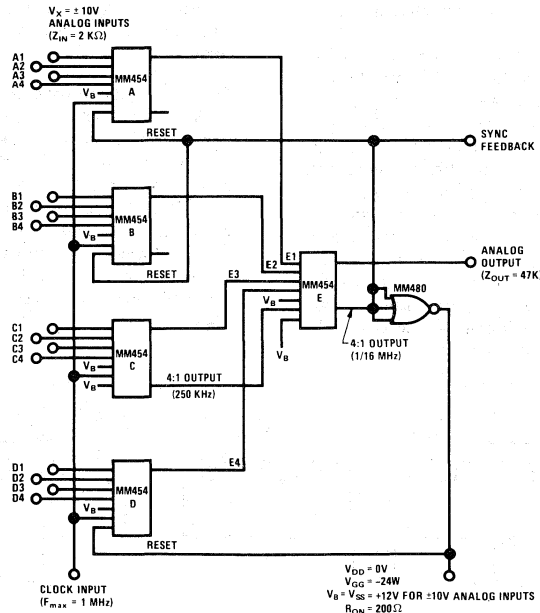 V_X = ± 10V
ANALOG INPUTS
(Z_IN = 2 KΩ)
A1
A2
A3
A4
V_B
MM454
A
RESET
SYNC
FEEDBACK
B1
B2
B3
B4
V_B
MM454
B
RESET
E1
E2
E3
MM454
E
V_B
V_B
ANALOG
OUTPUT
(Z_OUT = 47K)
MM480
4:1 OUTPUT
(1/16 MHz)
C1
C2
C3
C4
V_B
V_B
MM454
C
4:1 OUTPUT
(250 KHz)
E4
D1
D2
D3
D4
V_B
MM454
D
RESET
CLOCK INPUT
(F_max = 1 MHz)
V_DD = 0V
V_GG = –24W
V_B = V_SS = +12V FOR ±10V ANALOG INPUTS
R_ON = 200Ω